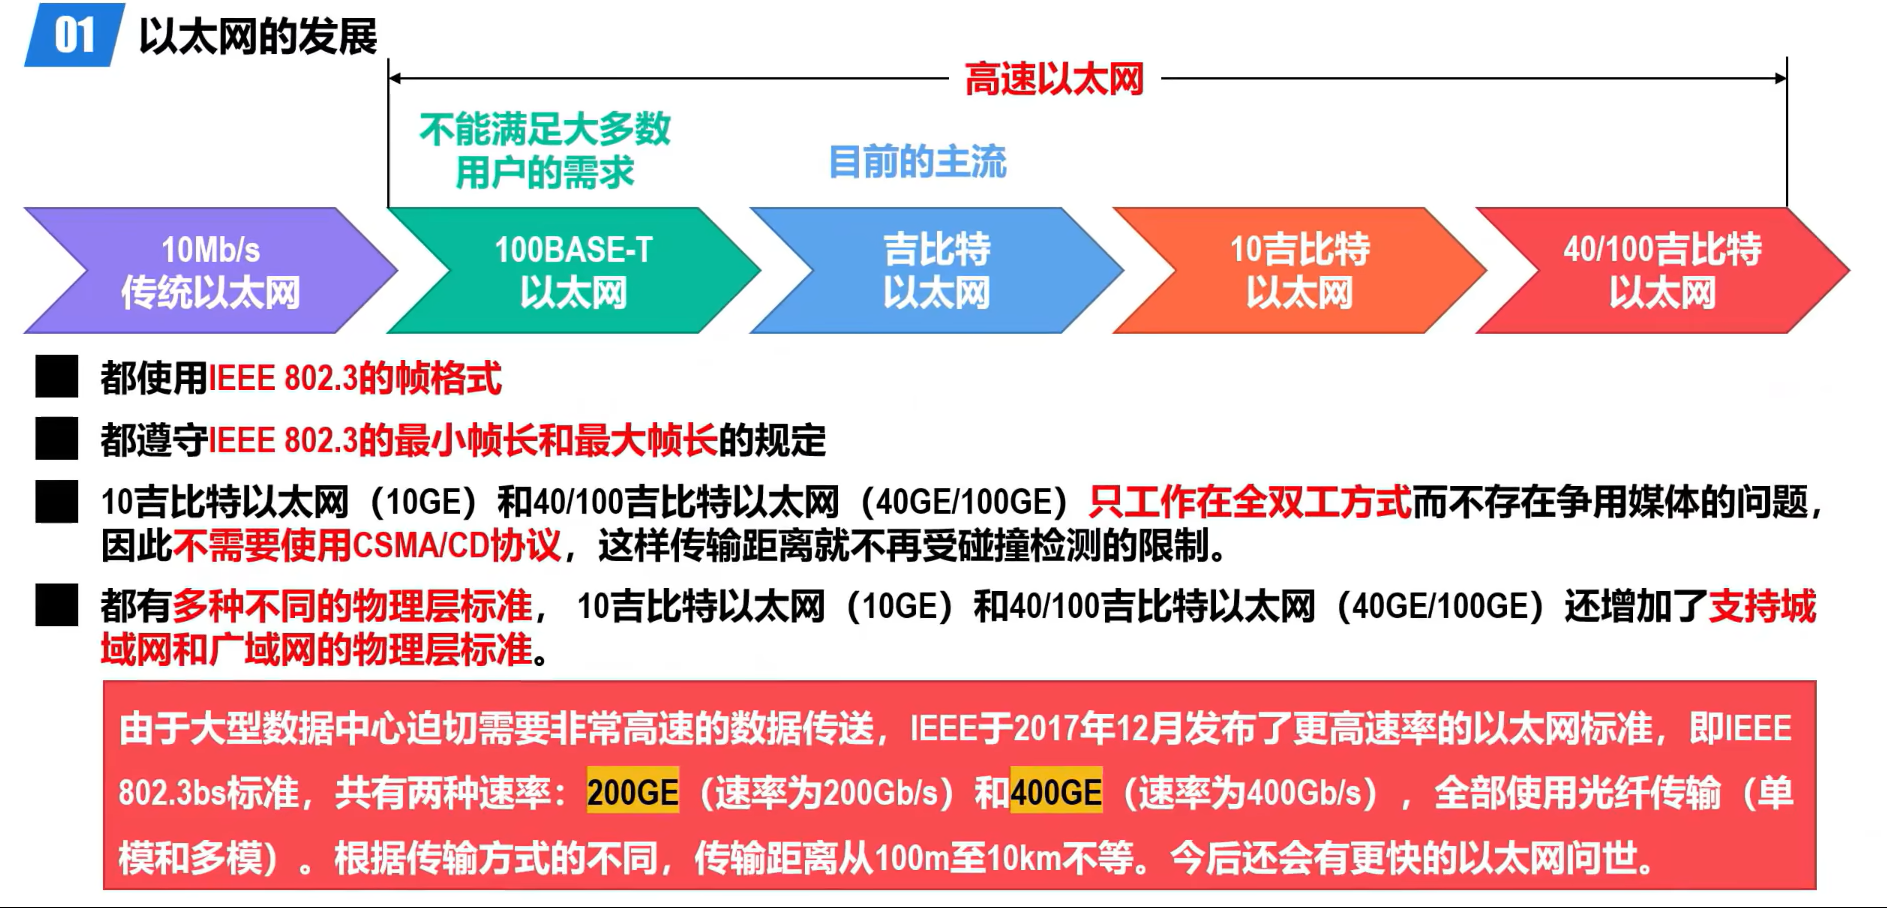 01 以太网的发展
高速以太网
不能满足大多数
用户的需求
目前的主流
10Mb/s
传统以太网
100BASE-T
以太网
吉比特
以太网
10吉比特
以太网
40/100吉比特
以太网
都使用IEEE 802.3的帧格式
都遵守IEEE 802.3的最小帧长和最大帧长的规定
10吉比特以太网（10GE）和40/100吉比特以太网（40GE/100GE）只工作在全双工方式而不存在争用媒体的问题，
因此不需要使用CSMA/CD协议，这样传输距离就不再受碰撞检测的限制。
都有多种不同的物理层标准， 10吉比特以太网（10GE）和40/100吉比特以太网（40GE/100GE）还增加了支持城
域网和广域网的物理层标准。
由于大型数据中心迫切需要非常高速的数据传送，IEEE于2017年12月发布了更高速率的以太网标准，即IEEE
802.3bs标准，共有两种速率：200GE（速率为200Gb/s）和400GE（速率为400Gb/s），全部使用光纤传输（单
模和多模）。根据传输方式的不同，传输距离从100m至10km不等。今后还会有更快的以太网问世。